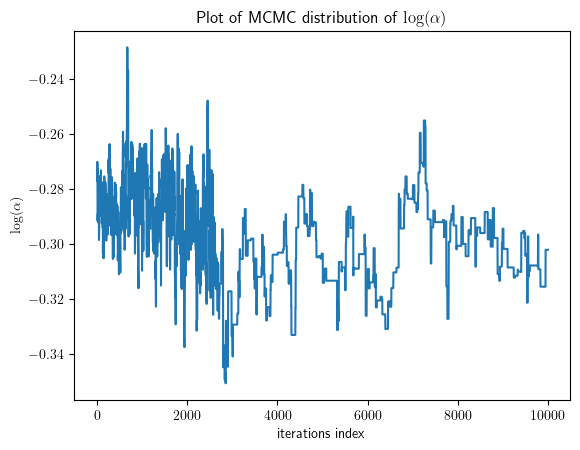 Plot of MCMC distribution of log(α)
log(α)
−0.24
−0.26
−0.28
−0.30
−0.32
−0.34
0 2000 4000 6000 8000 10000
iterations index